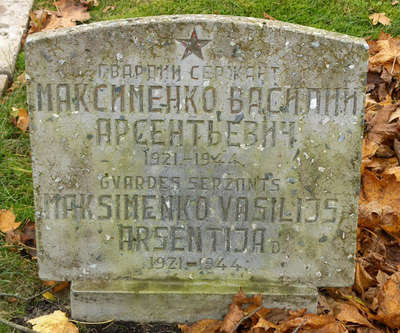 ГВАРДИИ СЕРЖАНТ
МАКСИМЕНКО ВАСИЛИЙ
АРСЕНТЬЕВИЧ
1921-1944
GVARDES SERŽANTS
MAKSIMENKO VASILIJS
ARSENTIJA D.
1921-1944